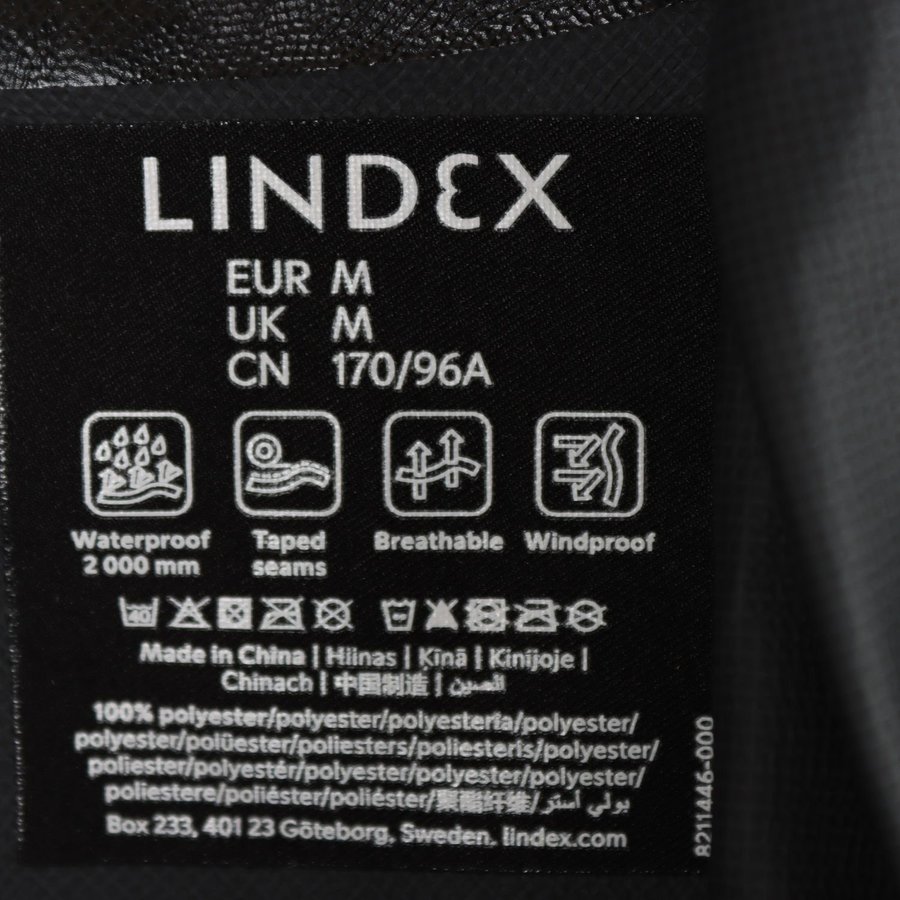 LINDEX
EUR M
UK M
CN 170/96A
Waterproof 2 000 mm
Taped seams
Breathable
Windproof
40
Made in China | Hiinas | Ķīnā | Kinijoje |
Chinach | 中国制造 | الصين
100% polyester/polyester/polyesteria/polyester/
polyester/polüester/poliesters/poliesteris/polyester/
poliester/polyester/polyester/polyester/polyester/
poliestere/poliéster/poliéster/聚酯纤维/بولي أستر/
Box 233, 401 23 Göteborg, Sweden. lindex.com
8211446-000